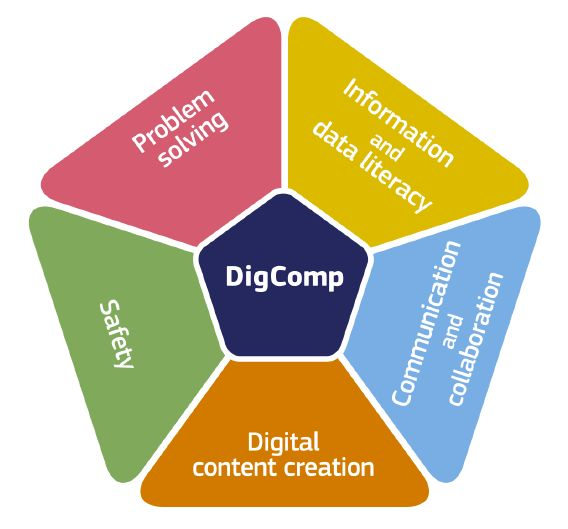 Problem
solving
Information
and
data literacy
DigComp
Safety
Communication
and
collaboration
Digital
content creation